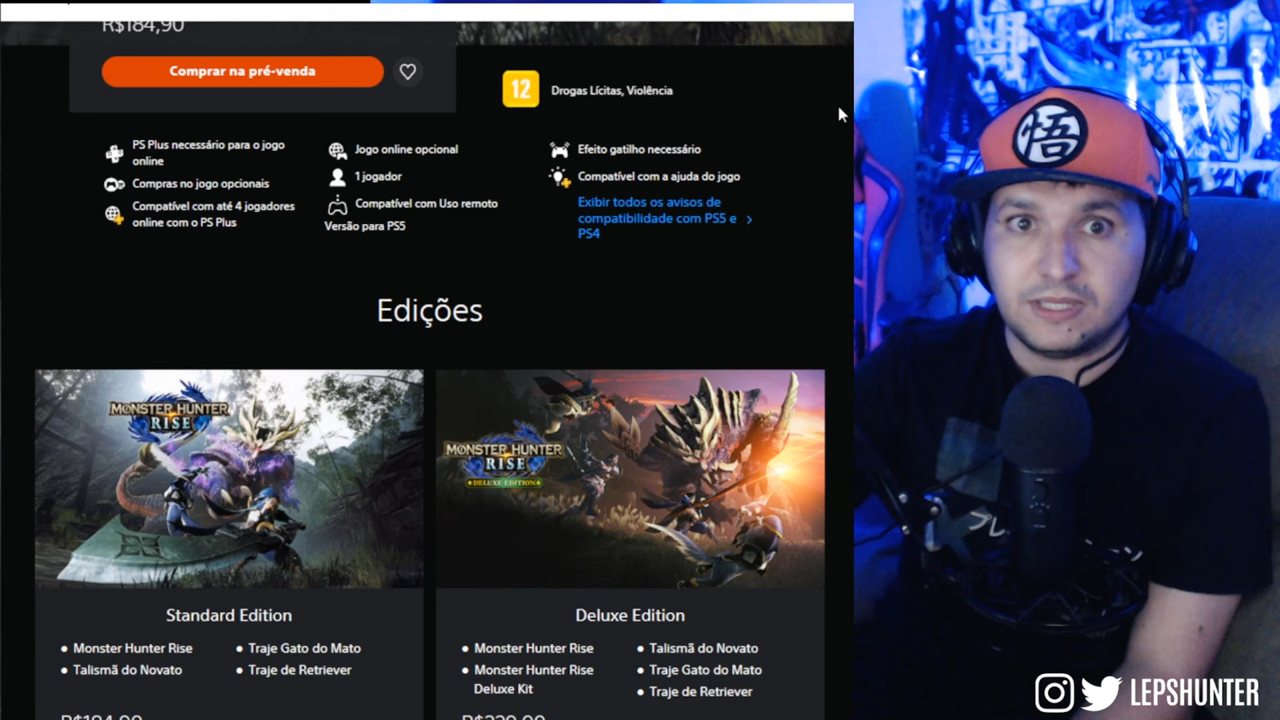 R$184,90
Comprar na pré-venda
12
Drogas Lícitas, Violência
PS Plus necessário para o jogo
online
Compras no jogo opcionais
Compatível com até 4 jogadores
online com o PS Plus
Jogo online opcional
1 jogador
Compatível com Uso remoto
Versão para PS5
Efeito gatilho necessário
Compatível com a ajuda do jogo
Exibir todos os avisos de
compatibilidade com PS5 e
PS4
Edições
MONSTER HUNTER
RISE
MONSTER HUNTER
RISE
DELUXE EDITION
Standard Edition
Monster Hunter Rise
Talismã do Novato
Traje Gato do Mato
Traje de Retriever
Deluxe Edition
Monster Hunter Rise
Monster Hunter Rise
Deluxe Kit
Talismã do Novato
Traje Gato do Mato
Traje de Retriever
R$184,90
悟
LEPSHUNTER